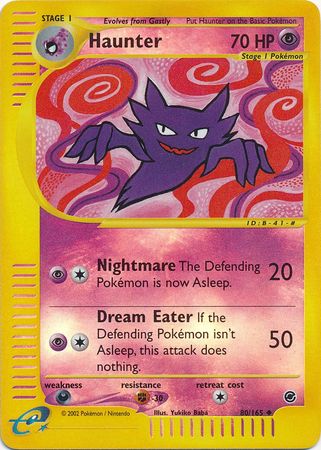 STAGE 1
Evolves from Gastly
Put Haunter on the Basic Pokémon
Haunter
70 HP
Stage 1 Pokémon
ID:B-41-#
Nightmare The Defending
Pokémon is now Asleep.
20
Dream Eater If the
Defending Pokémon isn't
Asleep, this attack does
nothing.
50
weakness
resistance
retreat cost
-30
e
© 2002 Pokémon / Nintendo
Illus. Yukiko Baba
80/165